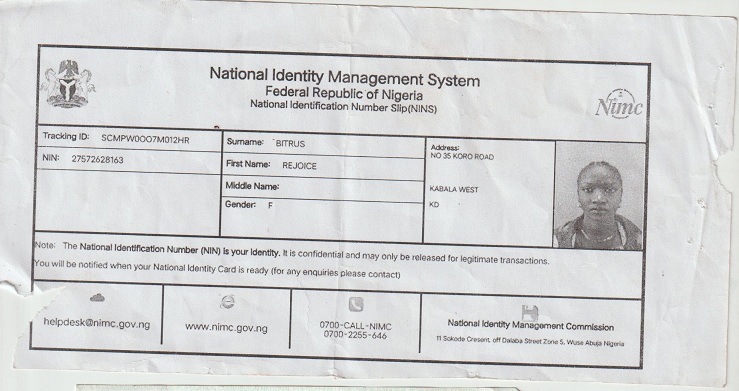 National Identity Management System
Federal Republic of Nigeria
National Identification Number Slip(NINS)
Nimc
Tracking ID: SCMPW0OO7M012HR
NIN: 27572628163
Surname: BITRUS
First Name: REJOICE
Middle Name:
Gender: F
Address:
NO 35 KORO ROAD
KABALA WEST
KD
Note: The National Identification Number (NIN) is your identity. It is confidential and may only be released for legitimate transactions.
You will be notified when your National Identity Card is ready (for any enquiries please contact)
helpdesk@nimc.gov.ng
www.nimc.gov.ng
0700-CALL-NIMC
0700-2255-646
National Identity Management Commission
11 Sokode Cresent, off Dalaba Street Zone 5, Wuse Abuja Nigeria